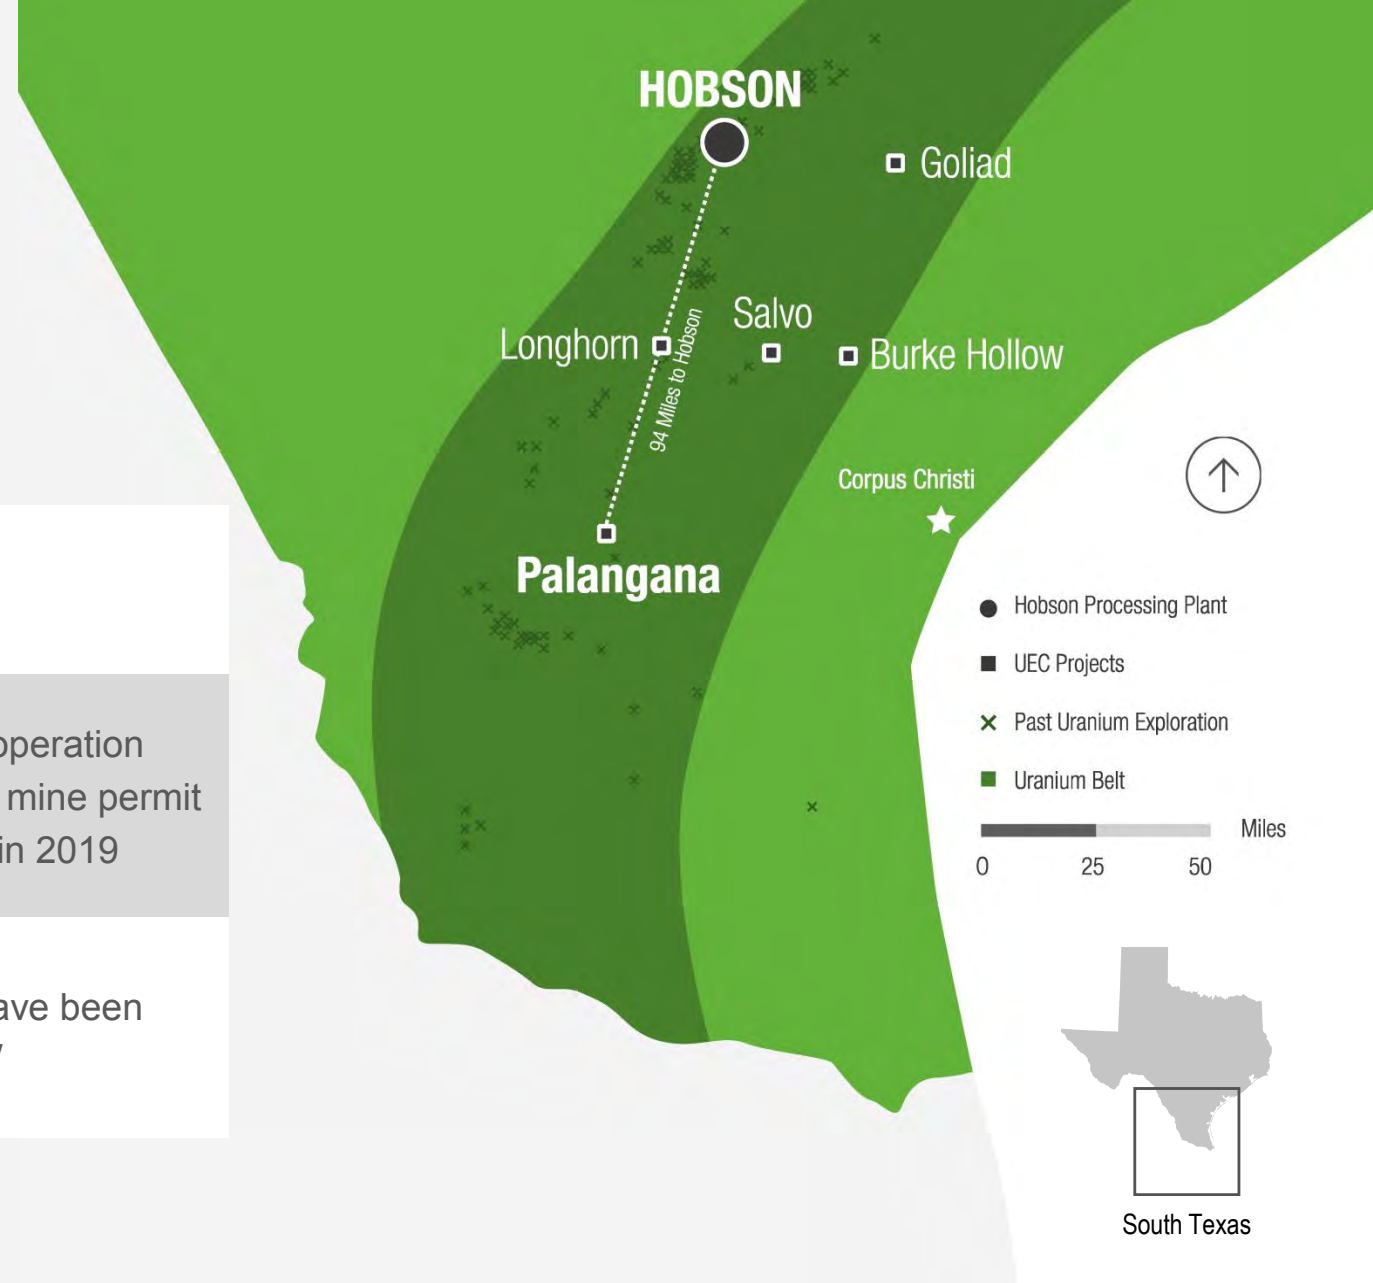 HOBSON
Goliad
Salvo
Longhorn
Burke Hollow
94 Miles to Hobson
Corpus Christi
Palangana
Hobson Processing Plant
UEC Projects
Past Uranium Exploration
Uranium Belt
Miles
0 25 50
South Texas
operation
mine permit
in 2019
ave been